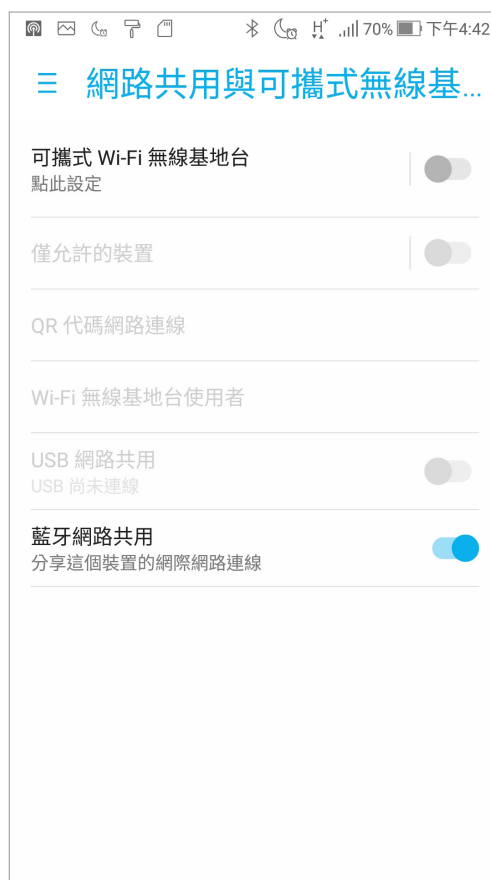 H+ 70% 下午4:42
網路共用與可攜式無線基...
可攜式 Wi-Fi 無線基地台
點此設定
僅允許的裝置
QR 代碼網路連線
Wi-Fi 無線基地台使用者
USB 網路共用
USB 尚未連線
藍牙網路共用
分享這個裝置的網際網路連線